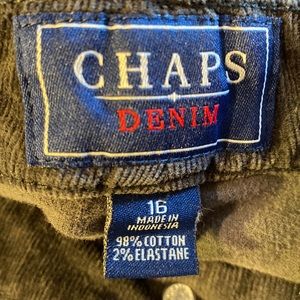 CHAPS
DENIM
16
MADE IN
INDONESIA
98% COTTON
2% ELASTANE